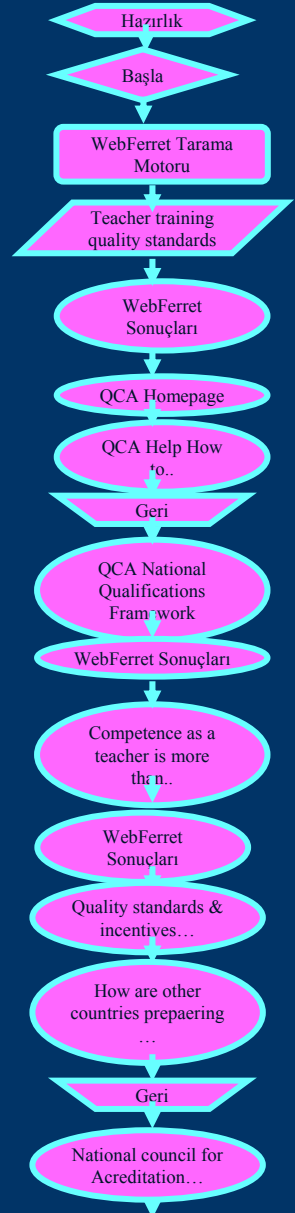 Hazırlık
Başla
WebFerret Tarama
Motoru
Teacher training
quality standards
WebFerret
Sonuçları
QCA Homepage
QCA Help How
to..
Geri
QCA National
Qualifications
Framework
WebFerret Sonuçları
Competence as a
teacher is more
than..
WebFerret
Sonuçları
Quality standards &
incentives…
How are other
countries prepaering
…
Geri
National council for
Acreditation…